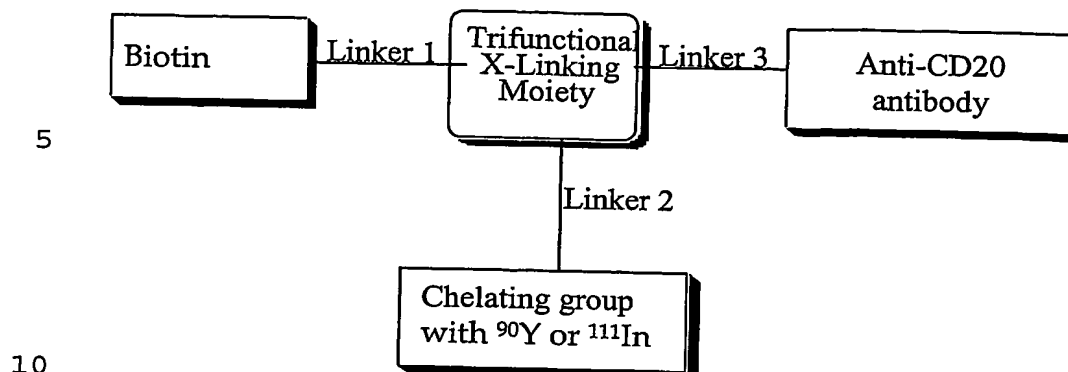 Biotin
Linker 1
Trifunctional
X-Linking
Moiety
Linker 3
Anti-CD20
antibody
5
Linker 2
Chelating group
with ⁹⁰Y or ¹¹¹In
10